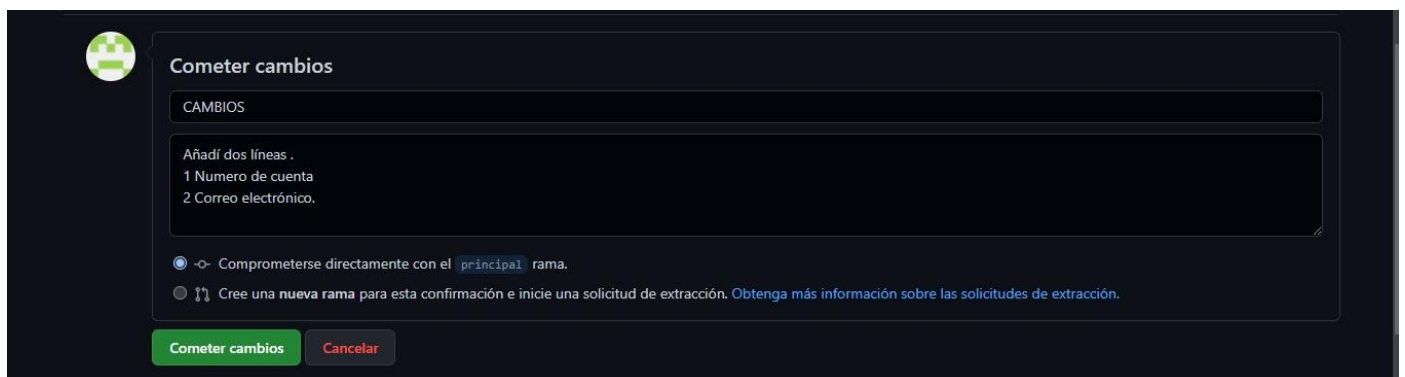 Cometer cambios
CAMBIOS
Añadí dos líneas .
1 Numero de cuenta
2 Correo electrónico.
Comprometerse directamente con el principal rama.
Cree una nueva rama para esta confirmación e inicie una solicitud de extracción. Obtenga más información sobre las solicitudes de extracción.
Cometer cambios Cancelar